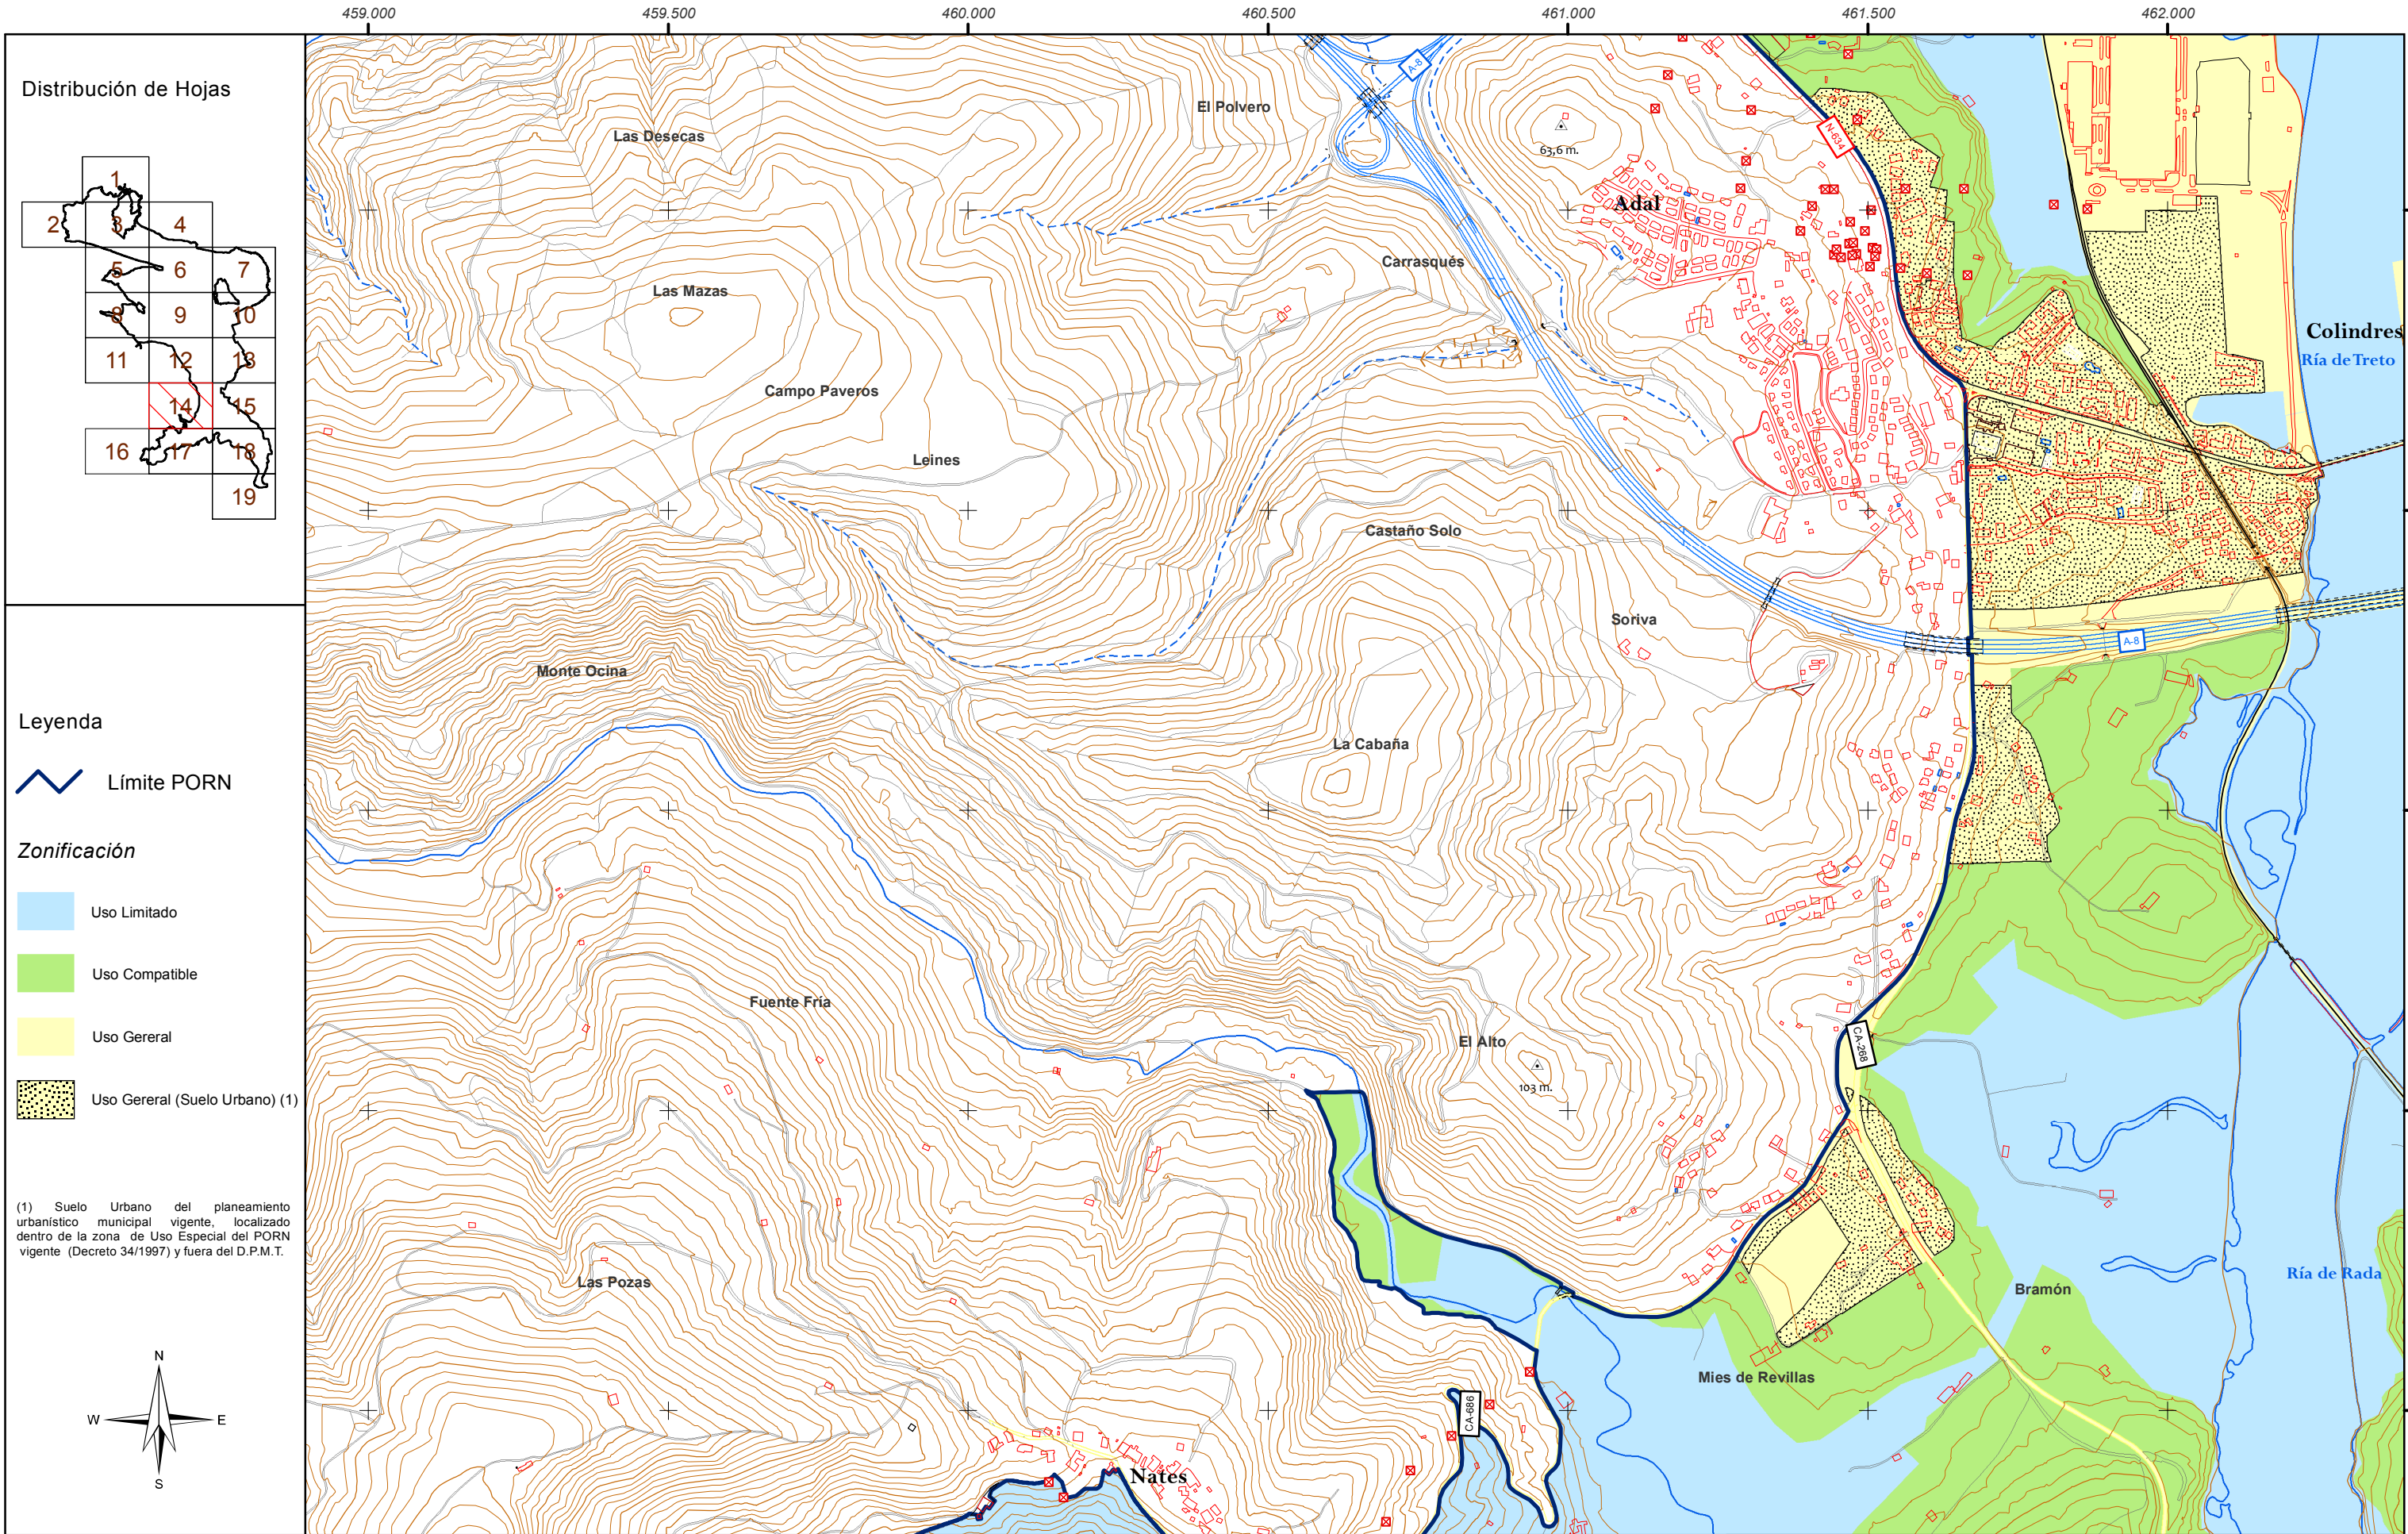 459.000
459.500
460.000
460.500
461.000
461.500
462.000
Distribución de Hojas
1
2
3
4
5
6
7
8
9
10
11
12
13
14
15
16
17
18
19
Leyenda
Límite PORN
Zonificación
Uso Limitado
Uso Compatible
Uso Gereral
Uso Gereral (Suelo Urbano) (1)
(1) Suelo Urbano del planeamiento
urbanístico municipal vigente, localizado
dentro de la zona de Uso Especial del PORN
vigente (Decreto 34/1997) y fuera del D.P.M.T.
N
W
E
S
A-8
El Polvero
Las Desecas
63,6 m.
N-634
Adal
Carrasqués
Las Mazas
Colindres
Ría de Treto
Campo Paveros
Leines
Castaño Solo
Soriva
A-8
Monte Ocina
La Cabaña
Fuente Fría
El Alto
CA-268
103 m.
Las Pozas
Ría de Rada
Bramón
Mies de Revillas
CA-686
Nates